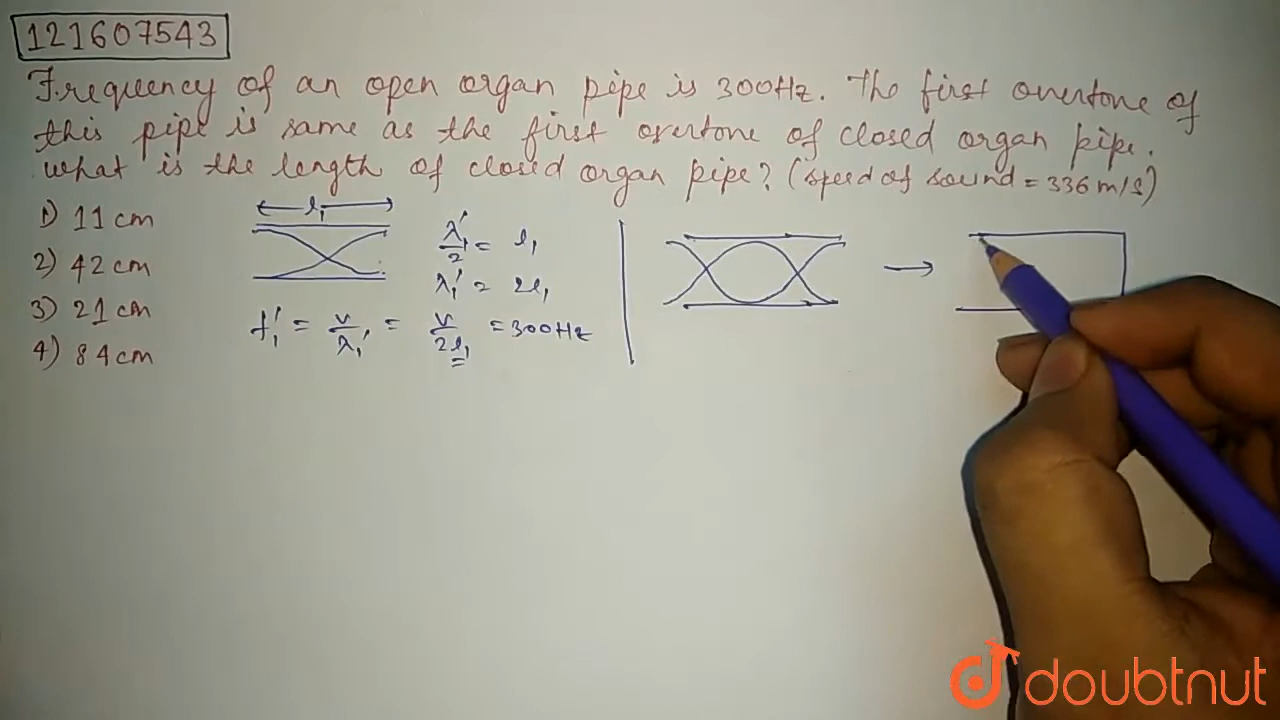 121607543
Frequency of an open organ pipe is 300Hz. The first overtone of
this pipe is same as the first overtone of closed organ pipe.
what is the length of closed organ pipe? (speed of sound = 336 m/s)
1) 11 cm
2) 42 cm
3) 21 cm
4) 84 cm
l₁
λ₁'/2 = l₁
λ₁' = 2l₁
f₁' = v/λ₁' = v/2l₁ = 300Hz
doubtnut